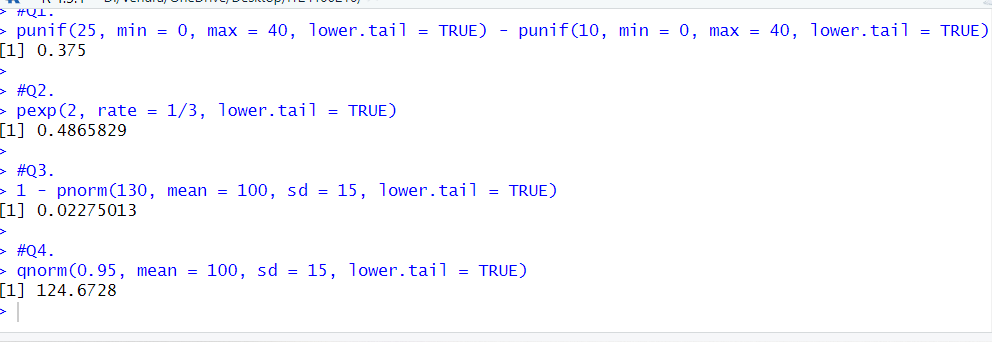 > #Q1.
> punif(25, min = 0, max = 40, lower.tail = TRUE) - punif(10, min = 0, max = 40, lower.tail = TRUE)
[1] 0.375
>
> #Q2.
> pexp(2, rate = 1/3, lower.tail = TRUE)
[1] 0.4865829
>
> #Q3.
> 1 - pnorm(130, mean = 100, sd = 15, lower.tail = TRUE)
[1] 0.02275013
>
> #Q4.
> qnorm(0.95, mean = 100, sd = 15, lower.tail = TRUE)
[1] 124.6728
>